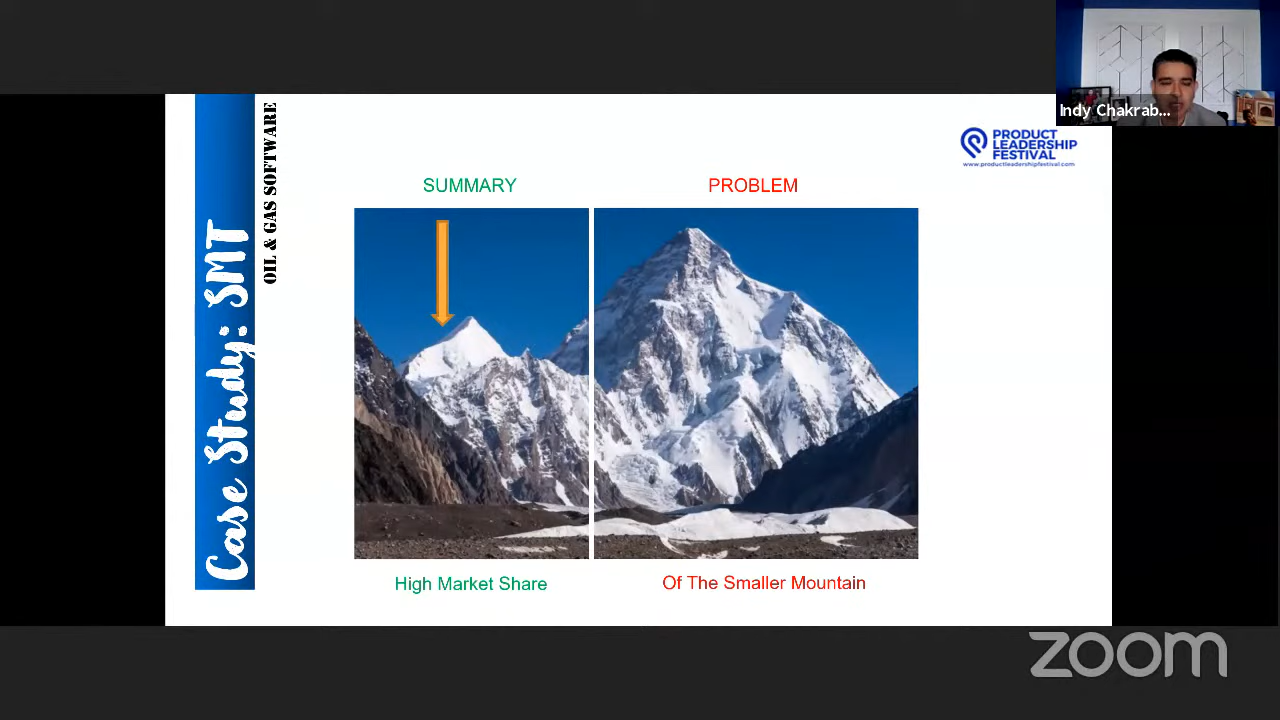 Case Study: SMT
OIL & GAS SOFTWARE
SUMMARY
PROBLEM
High Market Share
Of The Smaller Mountain
PRODUCT
LEADERSHIP
FESTIVAL
www.productleadershipfestival.com
Indy Chakrab...
zoom